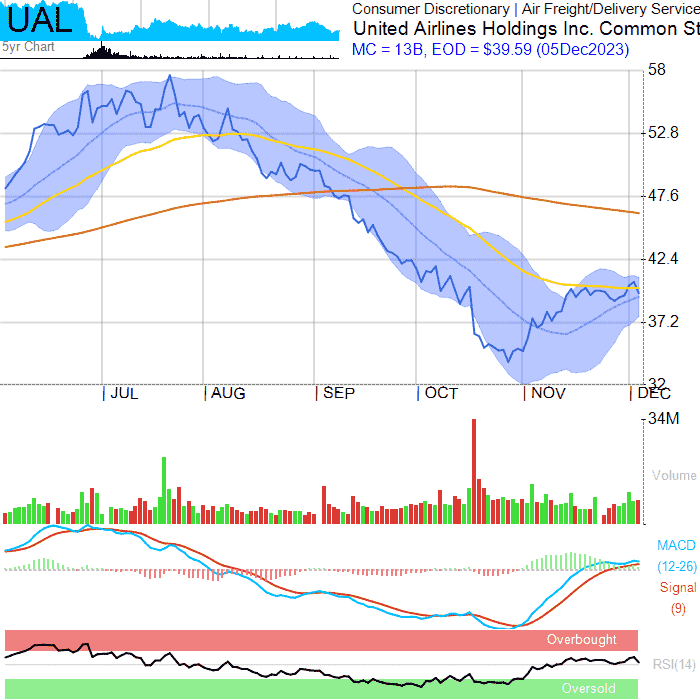 UAL
5yr Chart
Consumer Discretionary | Air Freight/Delivery Service
United Airlines Holdings Inc. Common St
MC = 13B, EOD = $39.59 (05Dec2023)
58
52.8
47.6
42.4
37.2
32
JUL AUG SEP OCT NOV DEC
34M
Volume
MACD
(12-26)
Signal
(9)
Overbought
RSI(14)
Oversold